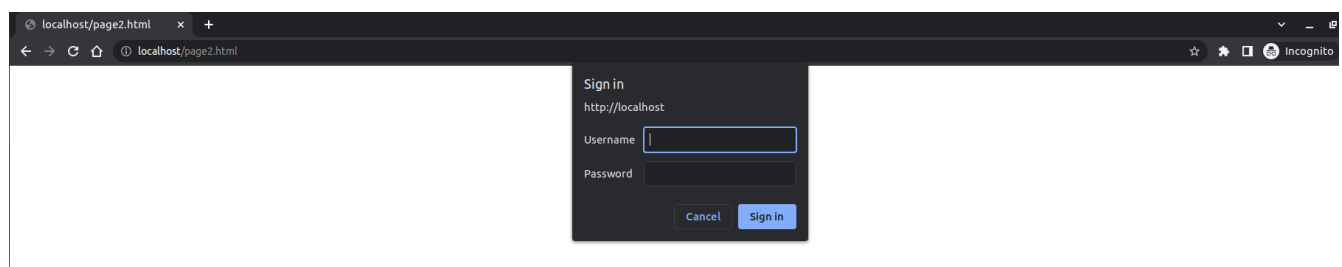 localhost/page2.html
localhost/page2.html
Incognito
Sign in
http://localhost
Username
Password
Cancel Sign in